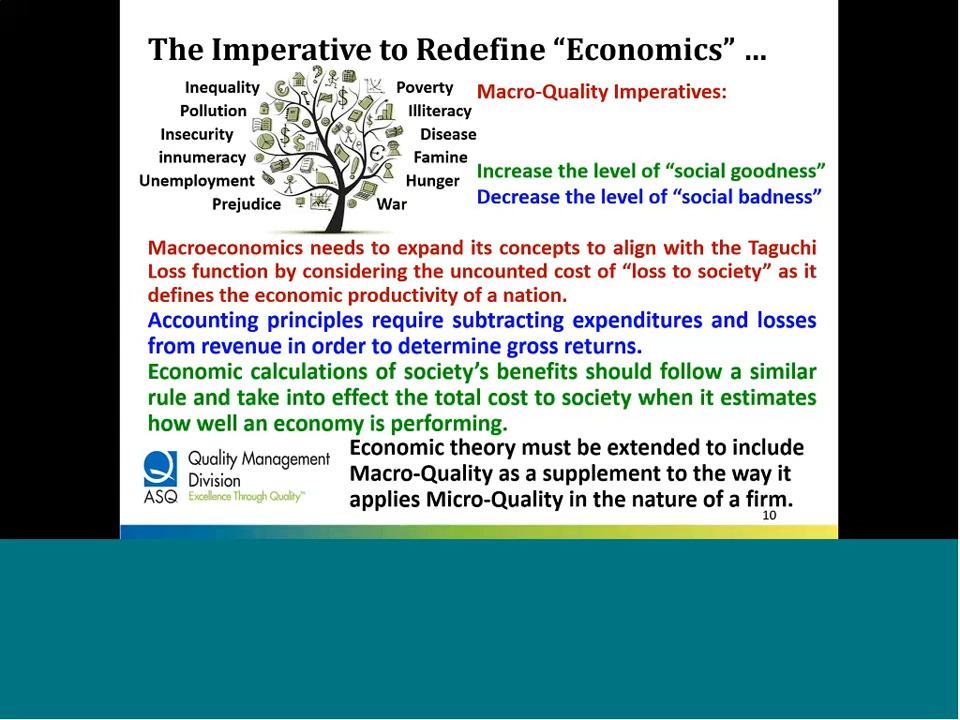 The Imperative to Redefine “Economics” …
Inequality
Pollution
Insecurity
innumeracy
Unemployment
Prejudice
Poverty
Illiteracy
Disease
Famine
Hunger
War
Macro-Quality Imperatives:
Increase the level of “social goodness”
Decrease the level of “social badness”
Macroeconomics needs to expand its concepts to align with the Taguchi
Loss function by considering the uncounted cost of “loss to society” as it
defines the economic productivity of a nation.
Accounting principles require subtracting expenditures and losses
from revenue in order to determine gross returns.
Economic calculations of society’s benefits should follow a similar
rule and take into effect the total cost to society when it estimates
how well an economy is performing.
Economic theory must be extended to include
Macro-Quality as a supplement to the way it
applies Micro-Quality in the nature of a firm.
ASQ
Quality Management
Division
Excellence Through Quality™
10